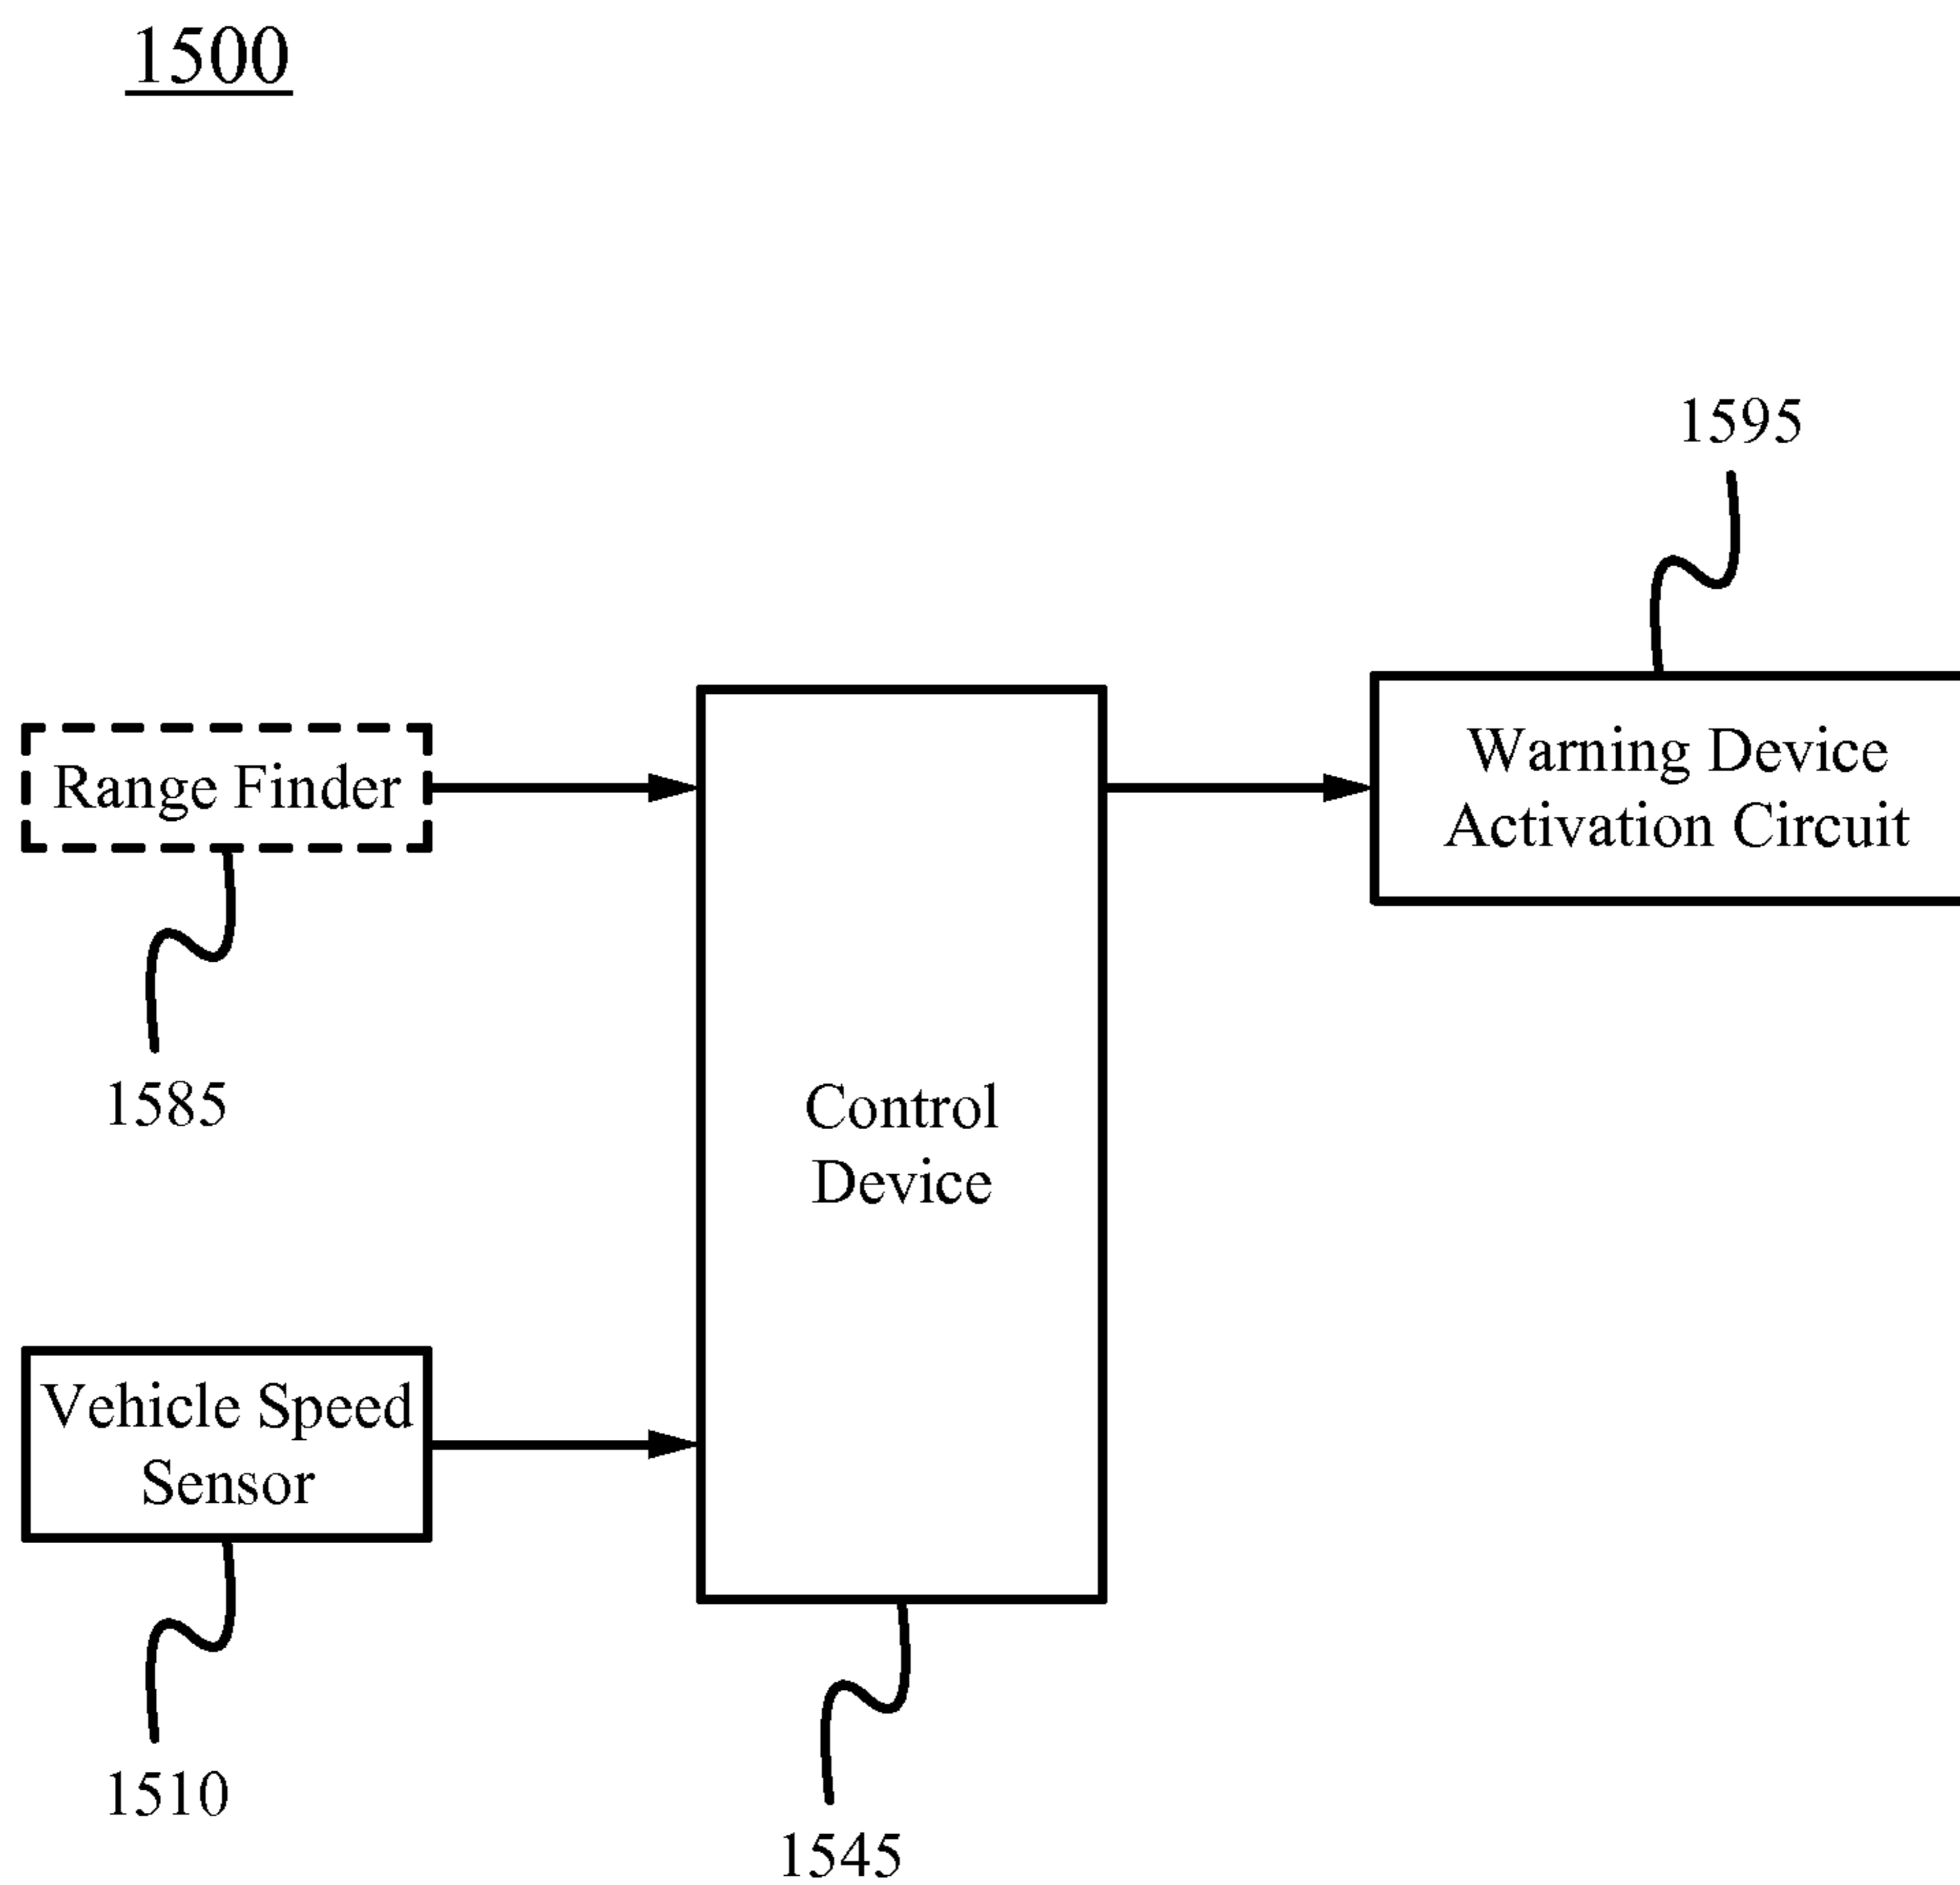 1500
1595
Warning Device
Activation Circuit
Range Finder
1585
Control
Device
Vehicle Speed
Sensor
1510
1545